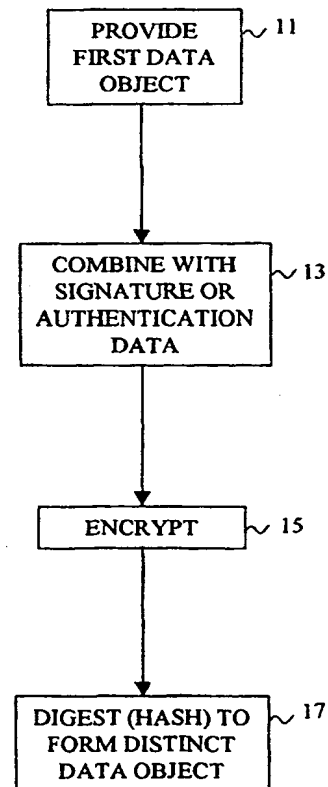 PROVIDE
FIRST DATA
OBJECT
11
COMBINE WITH
SIGNATURE OR
AUTHENTICATION
DATA
13
ENCRYPT
15
DIGEST (HASH) TO
FORM DISTINCT
DATA OBJECT
17